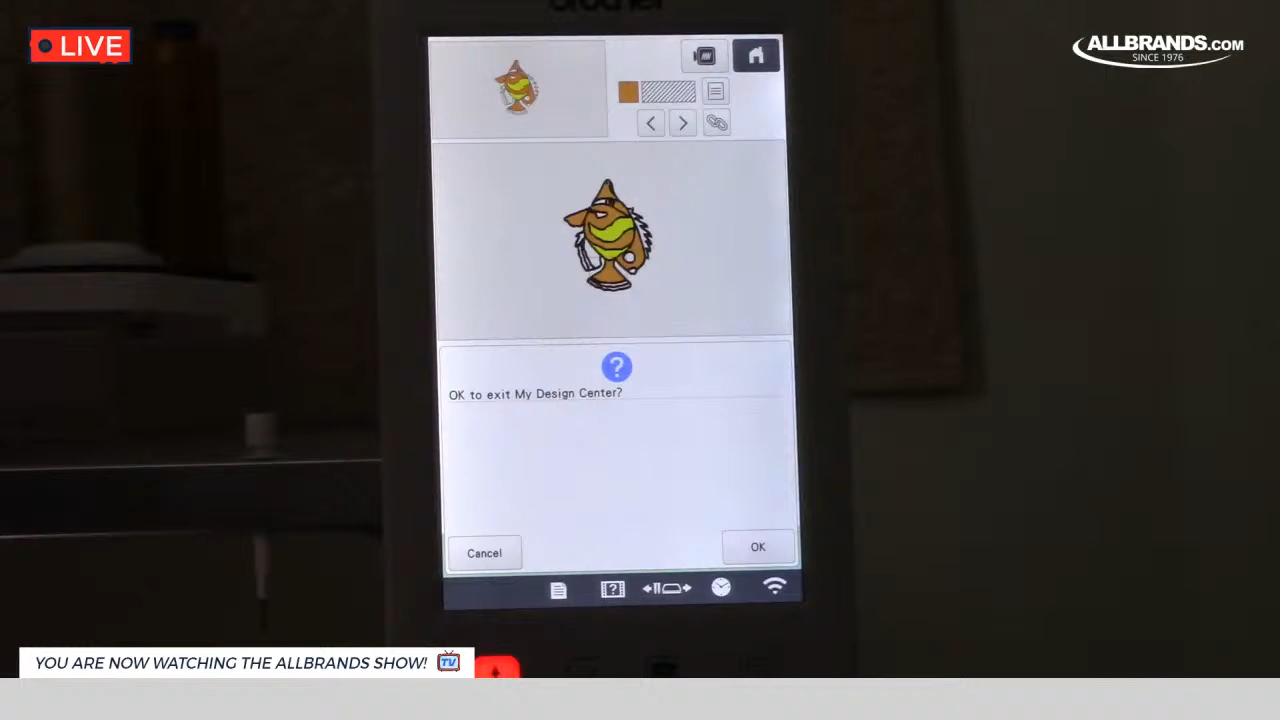 brother
LIVE
ALLBRANDS.COM
SINCE 1976
OK to exit My Design Center?
Cancel
OK
YOU ARE NOW WATCHING THE ALLBRANDS SHOW!
TV